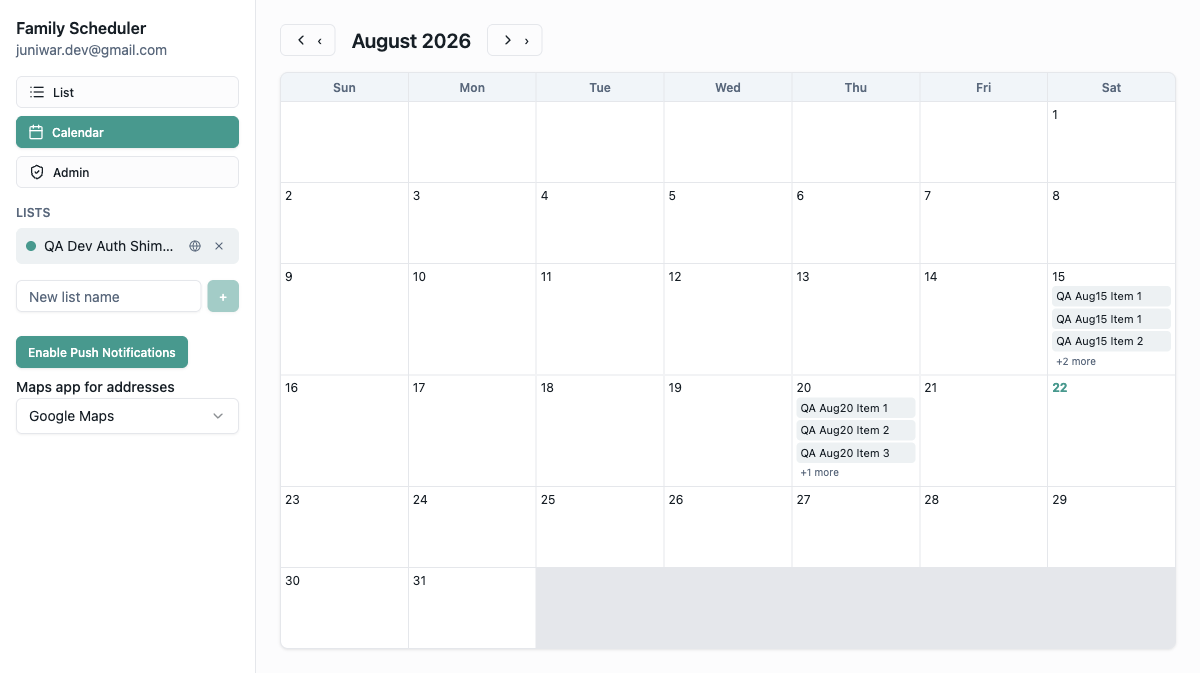 Family Scheduler
juniwar.dev@gmail.com
List
Calendar
Admin
LISTS
QA Dev Auth Shim...
New list name
+
Enable Push Notifications
Maps app for addresses
Google Maps
‹
August 2026
›
Sun Mon Tue Wed Thu Fri Sat
1
2 3 4 5 6 7 8
9 10 11 12 13 14 15
QA Aug15 Item 1
QA Aug15 Item 1
QA Aug15 Item 2
+2 more
16 17 18 19 20 21 22
QA Aug20 Item 1
QA Aug20 Item 2
QA Aug20 Item 3
+1 more
23 24 25 26 27 28 29
30 31